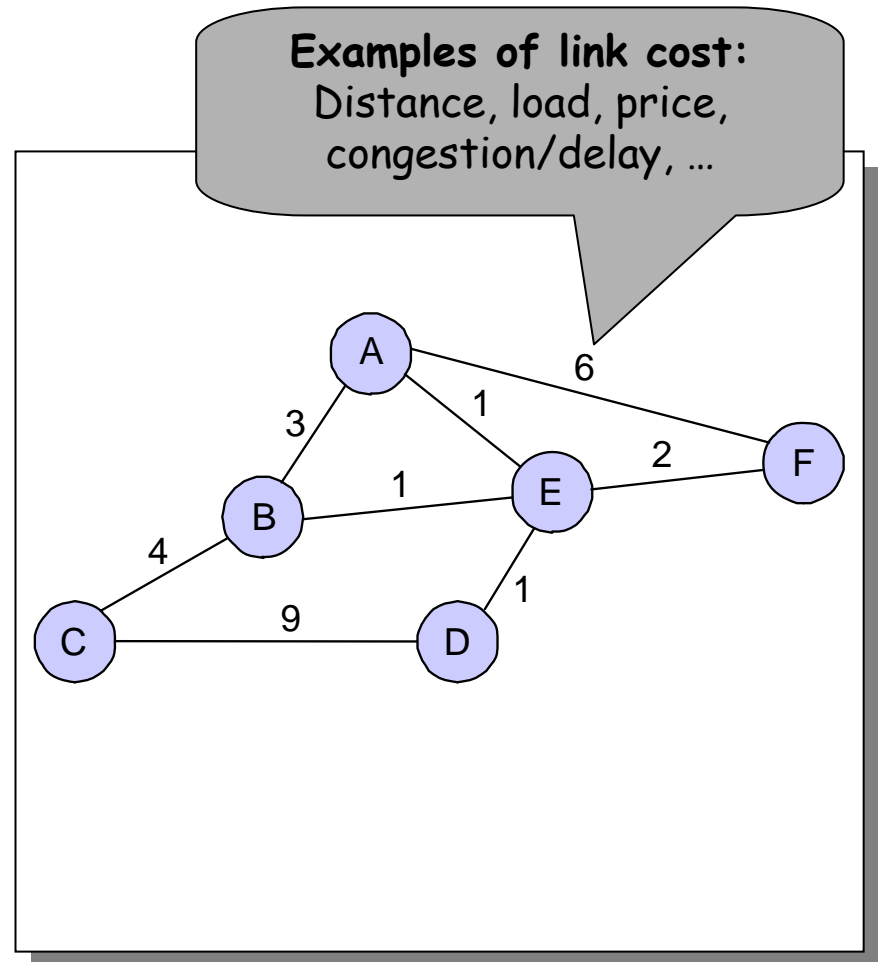 Examples of link cost:
Distance, load, price,
congestion/delay, ...
A
6
1
3
F
2
E
1
B
4
1
9
C
D